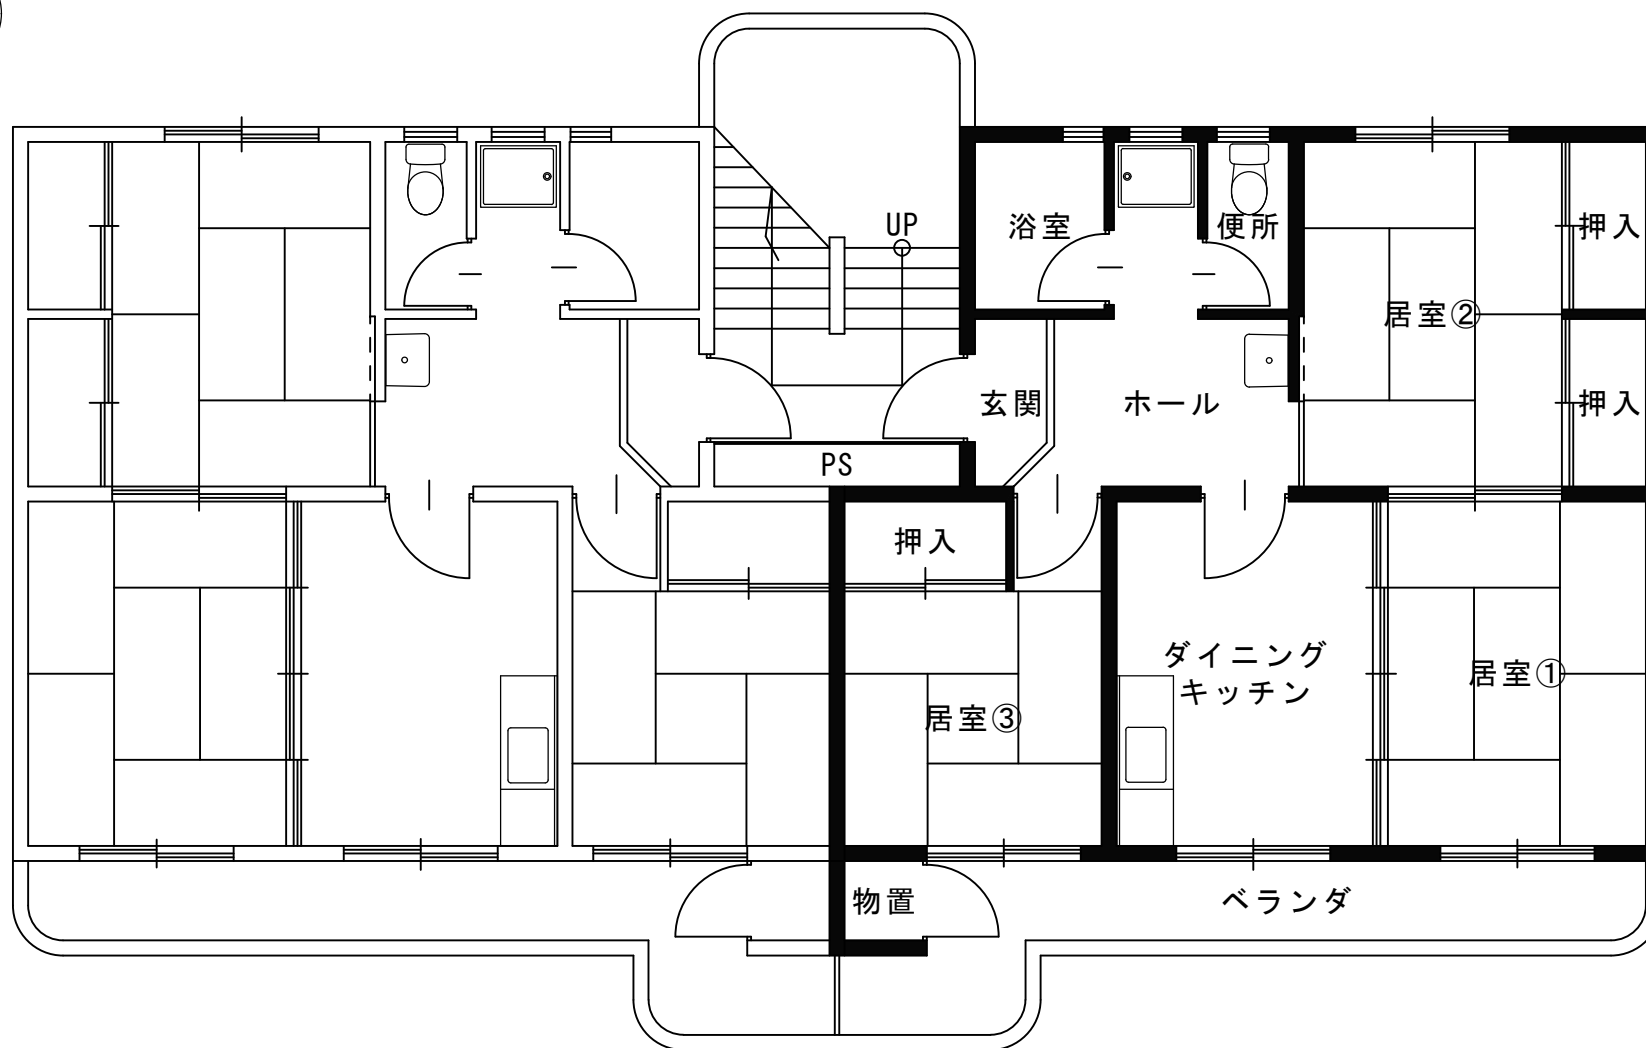 UP
浴室
便所
押入
居室②
玄関
ホール
押入
PS
押入
ダイニング
キッチン
居室①
居室③
物置
ベランダ